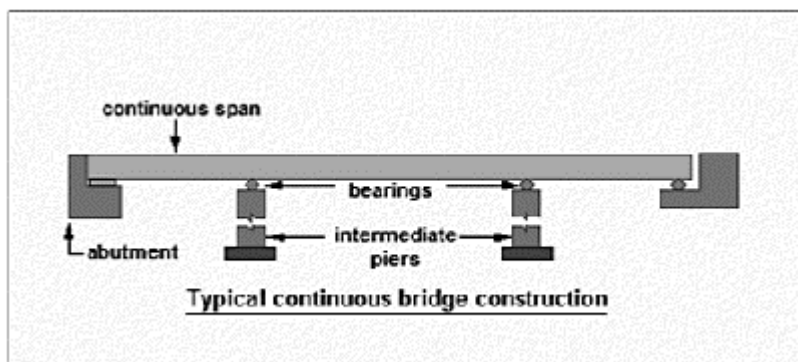 continuous span
bearings
intermediate
piers
abutment
Typical continuous bridge construction